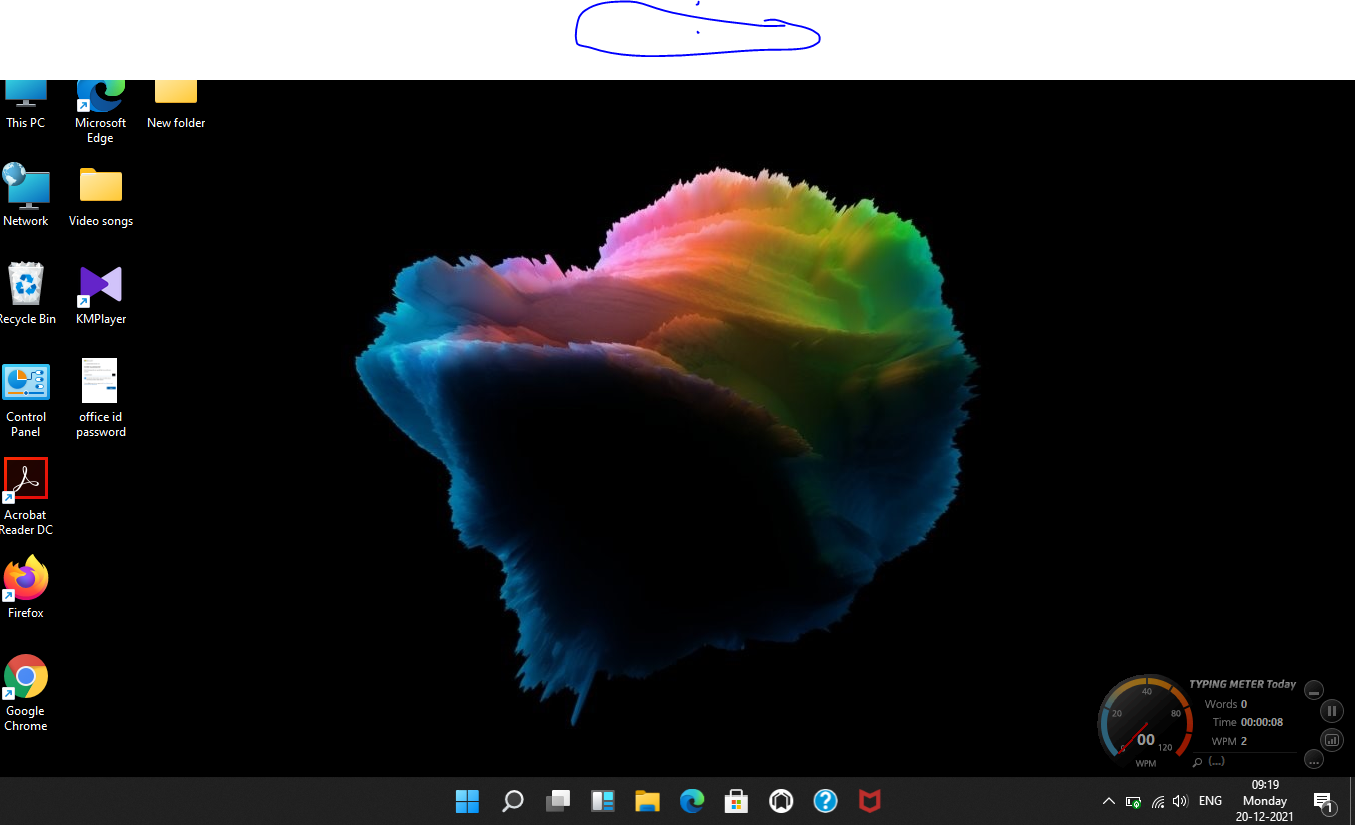 This PC
Microsoft
Edge
New folder
Network
Video songs
Recycle Bin
KMPlayer
Control
Panel
office id
password
Acrobat
Reader DC
Firefox
Google
Chrome
TYPING METER Today
Words 0
Time 00:00:08
WPM 2
(...)
0
20
40
80
120
00
WPM
ENG
09:19
Monday
20-12-2021
1